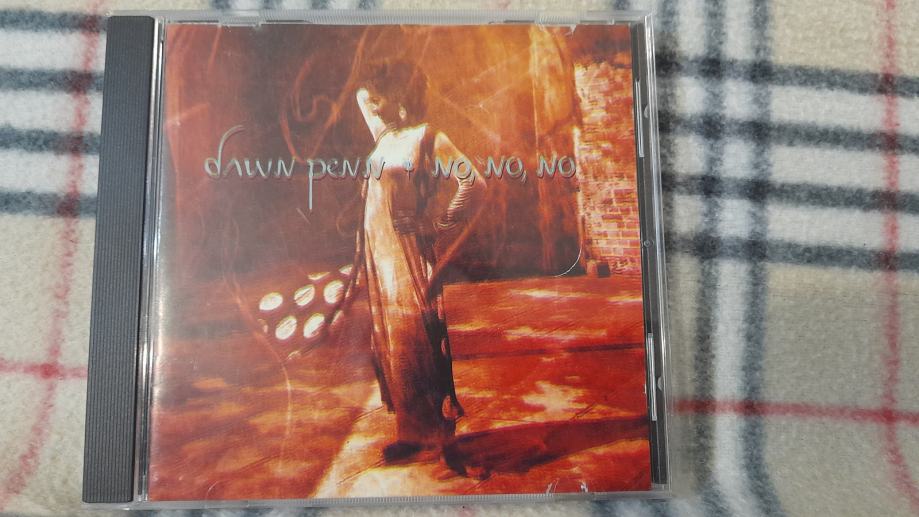 dawn penn + no, no, no